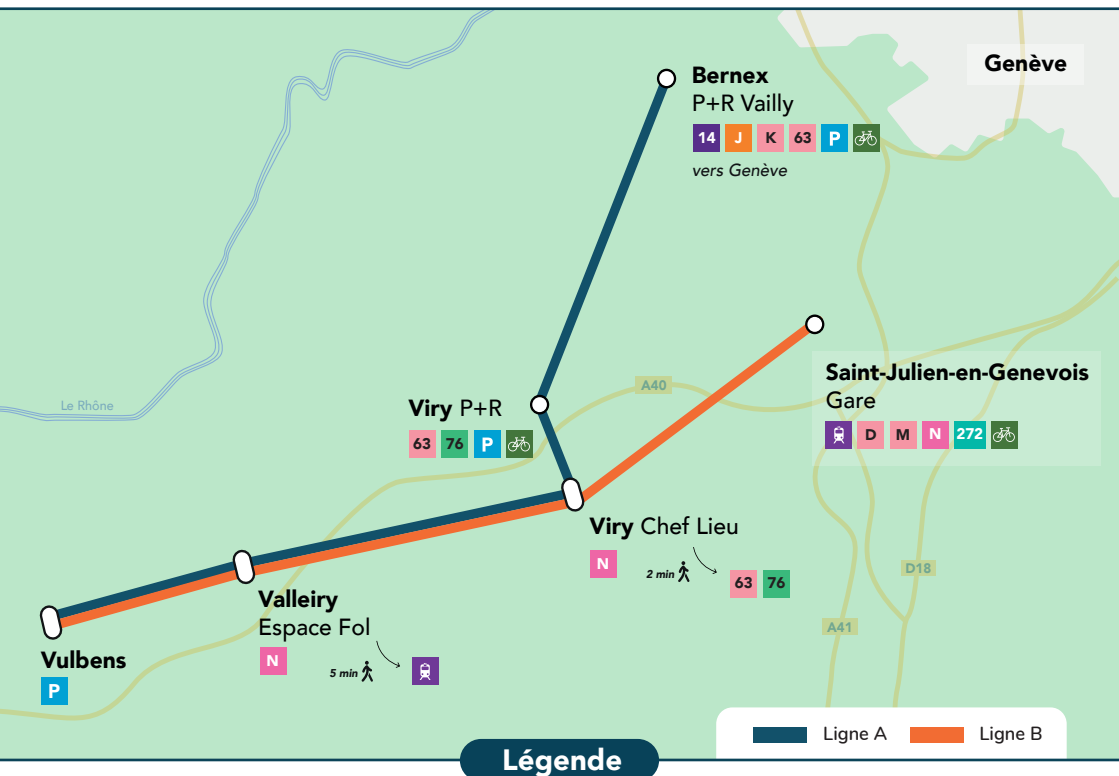 Genève
Bernex
P+R Vailly
14 J K 63 P
vers Genève
Saint-Julien-en-Genevois
Gare
D M N 272
A40
Le Rhône
Viry P+R
63 76 P
Viry Chef Lieu
N 2 min 63 76
D18
A41
Valleiry
Espace Fol
N 5 min
Vulbens
P
Ligne A Ligne B
Légende